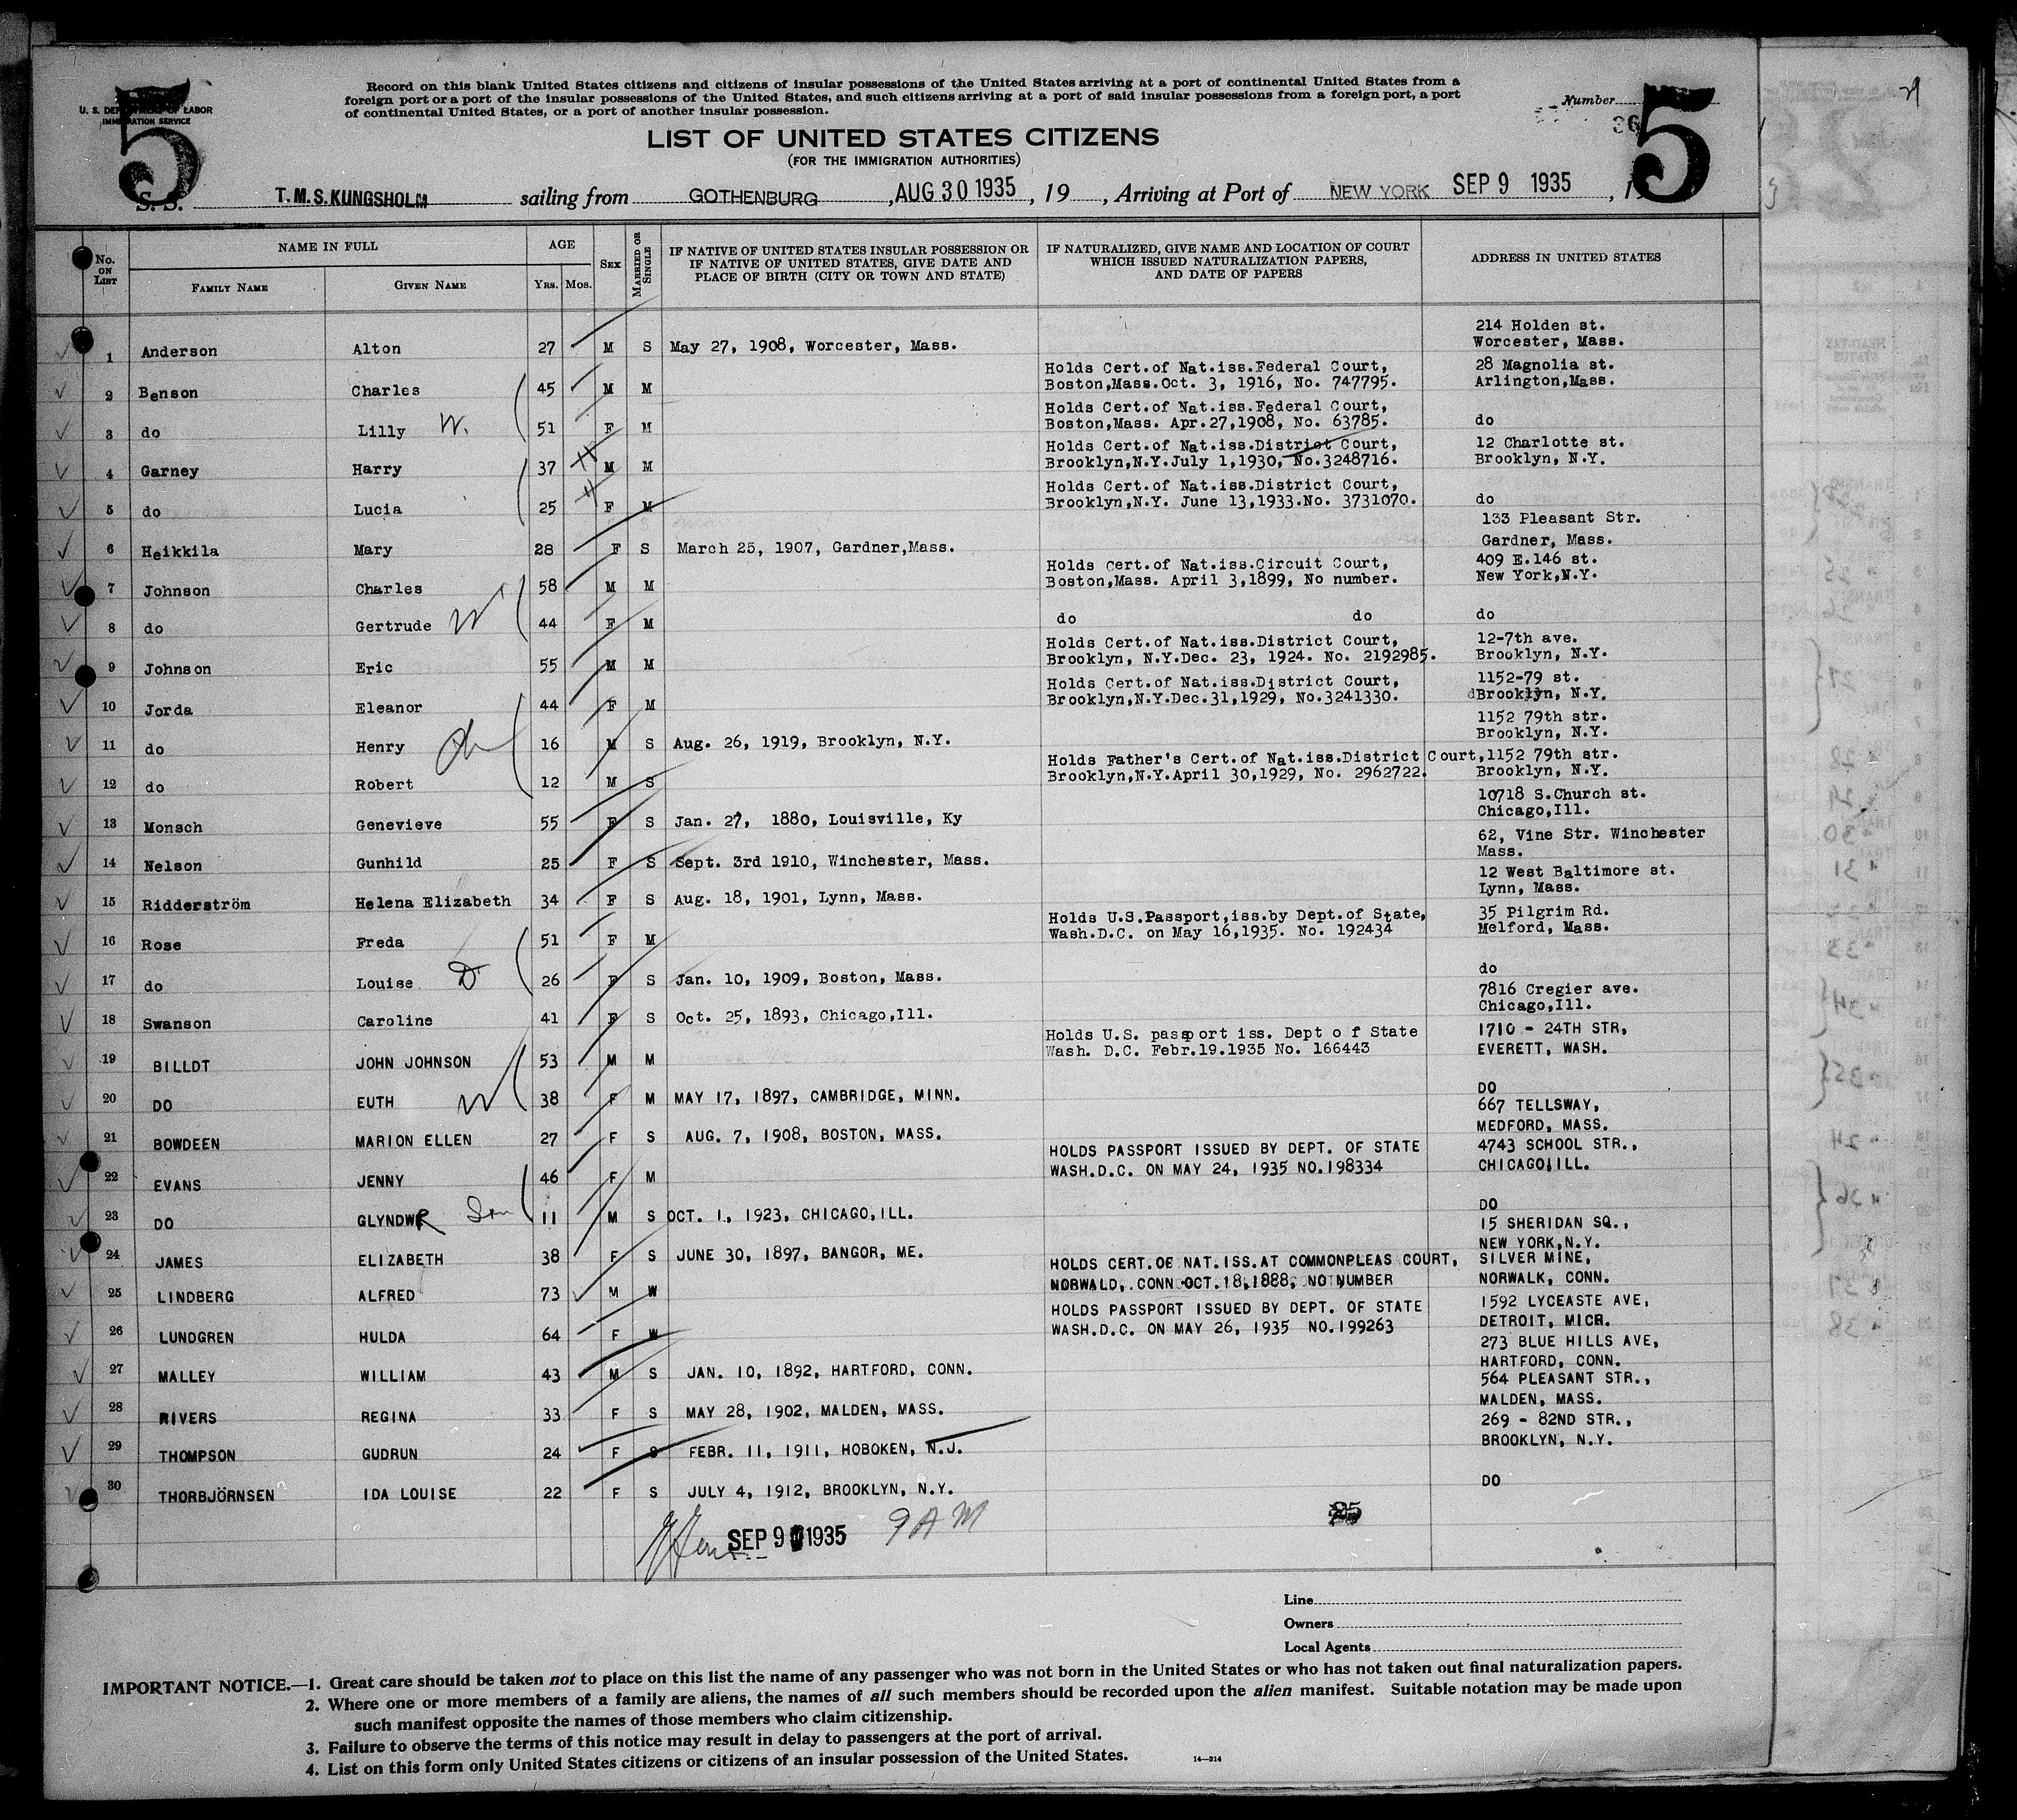 5
5
U. S. DEPARTMENT OF LABOR
IMMIGRATION SERVICE
Record on this blank United States citizens and citizens of insular possessions of the United States arriving at a port of continental United States from a
foreign port or a port of the insular possessions of the United States, and such citizens arriving at a port of said insular possessions from a foreign port, a port
of continental United States, or a port of another insular possession.
Number
36
LIST OF UNITED STATES CITIZENS
(FOR THE IMMIGRATION AUTHORITIES)
S. S. T.M.S.KUNGSHOLM sailing from GOTHENBURG, AUG 30 1935, 19 , Arriving at Port of NEW YORK SEP 9 1935, 1
No. ON LIST
NAME IN FULL
FAMILY NAME
GIVEN NAME
AGE
YRS. MOS.
SEX
MARRIED OR SINGLE
IF NATIVE OF UNITED STATES INSULAR POSSESSION OR
IF NATIVE OF UNITED STATES, GIVE DATE AND
PLACE OF BIRTH (CITY OR TOWN AND STATE)
IF NATURALIZED, GIVE NAME AND LOCATION OF COURT
WHICH ISSUED NATURALIZATION PAPERS,
AND DATE OF PAPERS
ADDRESS IN UNITED STATES
1 Anderson Alton 27 M S May 27, 1908, Worcester, Mass. 214 Holden st.
Worcester, Mass.
2 Benson Charles 45 M M Holds Cert.of Nat.iss.Federal Court,
Boston,Mass.Oct. 3, 1916, No. 747795. 28 Magnolia st.
Arlington,Mass.
3 do Lilly W. 51 F M Holds Cert.of Nat.iss.Federal Court,
Boston,Mass. Apr.27,1908, No. 63785. do
4 Garney Harry 37 M M Holds Cert.of Nat.iss.District Court,
Brooklyn,N.Y.July 1,1930, No.3248716. 12 Charlotte st.
Brooklyn, N.Y.
5 do Lucia 25 F M Holds Cert.of Nat.iss.District Court,
Brooklyn,N.Y. June 13,1933.No. 3731070. do
6 Heikkila Mary 28 F S March 25, 1907, Gardner,Mass. 133 Pleasant Str.
Gardner, Mass.
7 Johnson Charles 58 M M Holds Cert.of Nat.iss.Circuit Court,
Boston,Mass. April 3,1899, No number. 409 E.146 st.
New York,N.Y.
8 do Gertrude W 44 F M do do do
9 Johnson Eric 55 M M Holds Cert.of Nat.iss.District Court,
Brooklyn, N.Y.Dec. 23, 1924. No. 2192985. 12-7th ave.
Brooklyn, N.Y.
10 Jorda Eleanor 44 F M Holds Cert.of Nat.iss.District Court,
Brooklyn,N.Y.Dec.31,1929, No.3241330. 1152-79 st.
Brooklyn, N.Y.
11 do Henry Ch 16 M S Aug. 26, 1919, Brooklyn, N.Y. 1152 79th str.
Brooklyn, N.Y.
12 do Robert 12 M S Holds Father's Cert.of Nat.iss.District Court,
Brooklyn,N.Y.April 30,1929, No. 2962722. 1152 79th str.
Brooklyn, N.Y.
13 Monsch Genevieve 55 F S Jan. 27, 1880, Louisville, Ky 10718 S.Church st.
Chicago,Ill.
14 Nelson Gunhild 25 F S Sept. 3rd 1910, Winchester, Mass. 62, Vine Str. Winchester
Mass.
15 Ridderström Helena Elizabeth 34 F S Aug. 18, 1901, Lynn, Mass. 12 West Baltimore st.
Lynn, Mass.
16 Rose Freda 51 F M Holds U.S.Passport,iss.by Dept.of State,
Wash.D.C. on May 16,1935. No. 192434 35 Pilgrim Rd.
Melford, Mass.
17 do Louise D 26 F S Jan. 10, 1909, Boston, Mass. do
18 Swanson Caroline 41 F S Oct. 25, 1893, Chicago,Ill. 7816 Cregier ave.
Chicago,Ill.
19 BILLDT JOHN JOHNSON 53 M M Holds U.S. passport iss. Dept o f State
Wash. D.C. Febr.19.1935 No. 166443 1710 - 24TH STR,
EVERETT, WASH.
20 DO EUTH W 38 F M MAY 17, 1897, CAMBRIDGE, MINN. DO
21 BOWDEEN MARION ELLEN 27 F S AUG. 7, 1908, BOSTON, MASS. 667 TELLSWAY,
MEDFORD, MASS.
22 EVANS JENNY 46 F M HOLDS PASSPORT ISSUED BY DEPT. OF STATE
WASH.D.C. ON MAY 24, 1935 NO.198334 4743 SCHOOL STR.,
CHICAGO, ILL.
23 DO GLYNDWR Son 11 M S OCT. 1, 1923, CHICAGO,ILL. DO
24 JAMES ELIZABETH 38 F S JUNE 30, 1897, BANGOR, ME. 15 SHERIDAN SQ.,
NEW YORK,N.Y.
25 LINDBERG ALFRED 73 M W HOLDS CERT.OF NAT.ISS.AT COMMONPLEAS COURT,
NORWALD, CONN OCT.18,1888, NO NUMBER SILVER MINE,
NORWALK, CONN.
26 LUNDGREN HULDA 64 F W HOLDS PASSPORT ISSUED BY DEPT. OF STATE
WASH.D.C. ON MAY 26, 1935 NO.199263 1592 LYCEASTE AVE,
DETROIT, MICR.
27 MALLEY WILLIAM 43 M S JAN. 10, 1892, HARTFORD, CONN. 273 BLUE HILLS AVE,
HARTFORD, CONN.
28 RIVERS REGINA 33 F S MAY 28, 1902, MALDEN, MASS. 564 PLEASANT STR.,
MALDEN, MASS.
29 THOMPSON GUDRUN 24 F S FEBR. 11, 1911, HOBOKEN, N.J. 269 - 82ND STR.,
BROOKLYN, N.Y.
30 THORBJÖRNSEN IDA LOUISE 22 F S JULY 4, 1912, BROOKLYN, N.Y. DO
SEP 9 1935 9 AM
Line
Owners
Local Agents
IMPORTANT NOTICE.—1. Great care should be taken not to place on this list the name of any passenger who was not born in the United States or who has not taken out final naturalization papers.
2. Where one or more members of a family are aliens, the names of all such members should be recorded upon the alien manifest. Suitable notation may be made upon
such manifest opposite the names of those members who claim citizenship.
3. Failure to observe the terms of this notice may result in delay to passengers at the port of arrival.
4. List on this form only United States citizens or citizens of an insular possession of the United States.
14—214